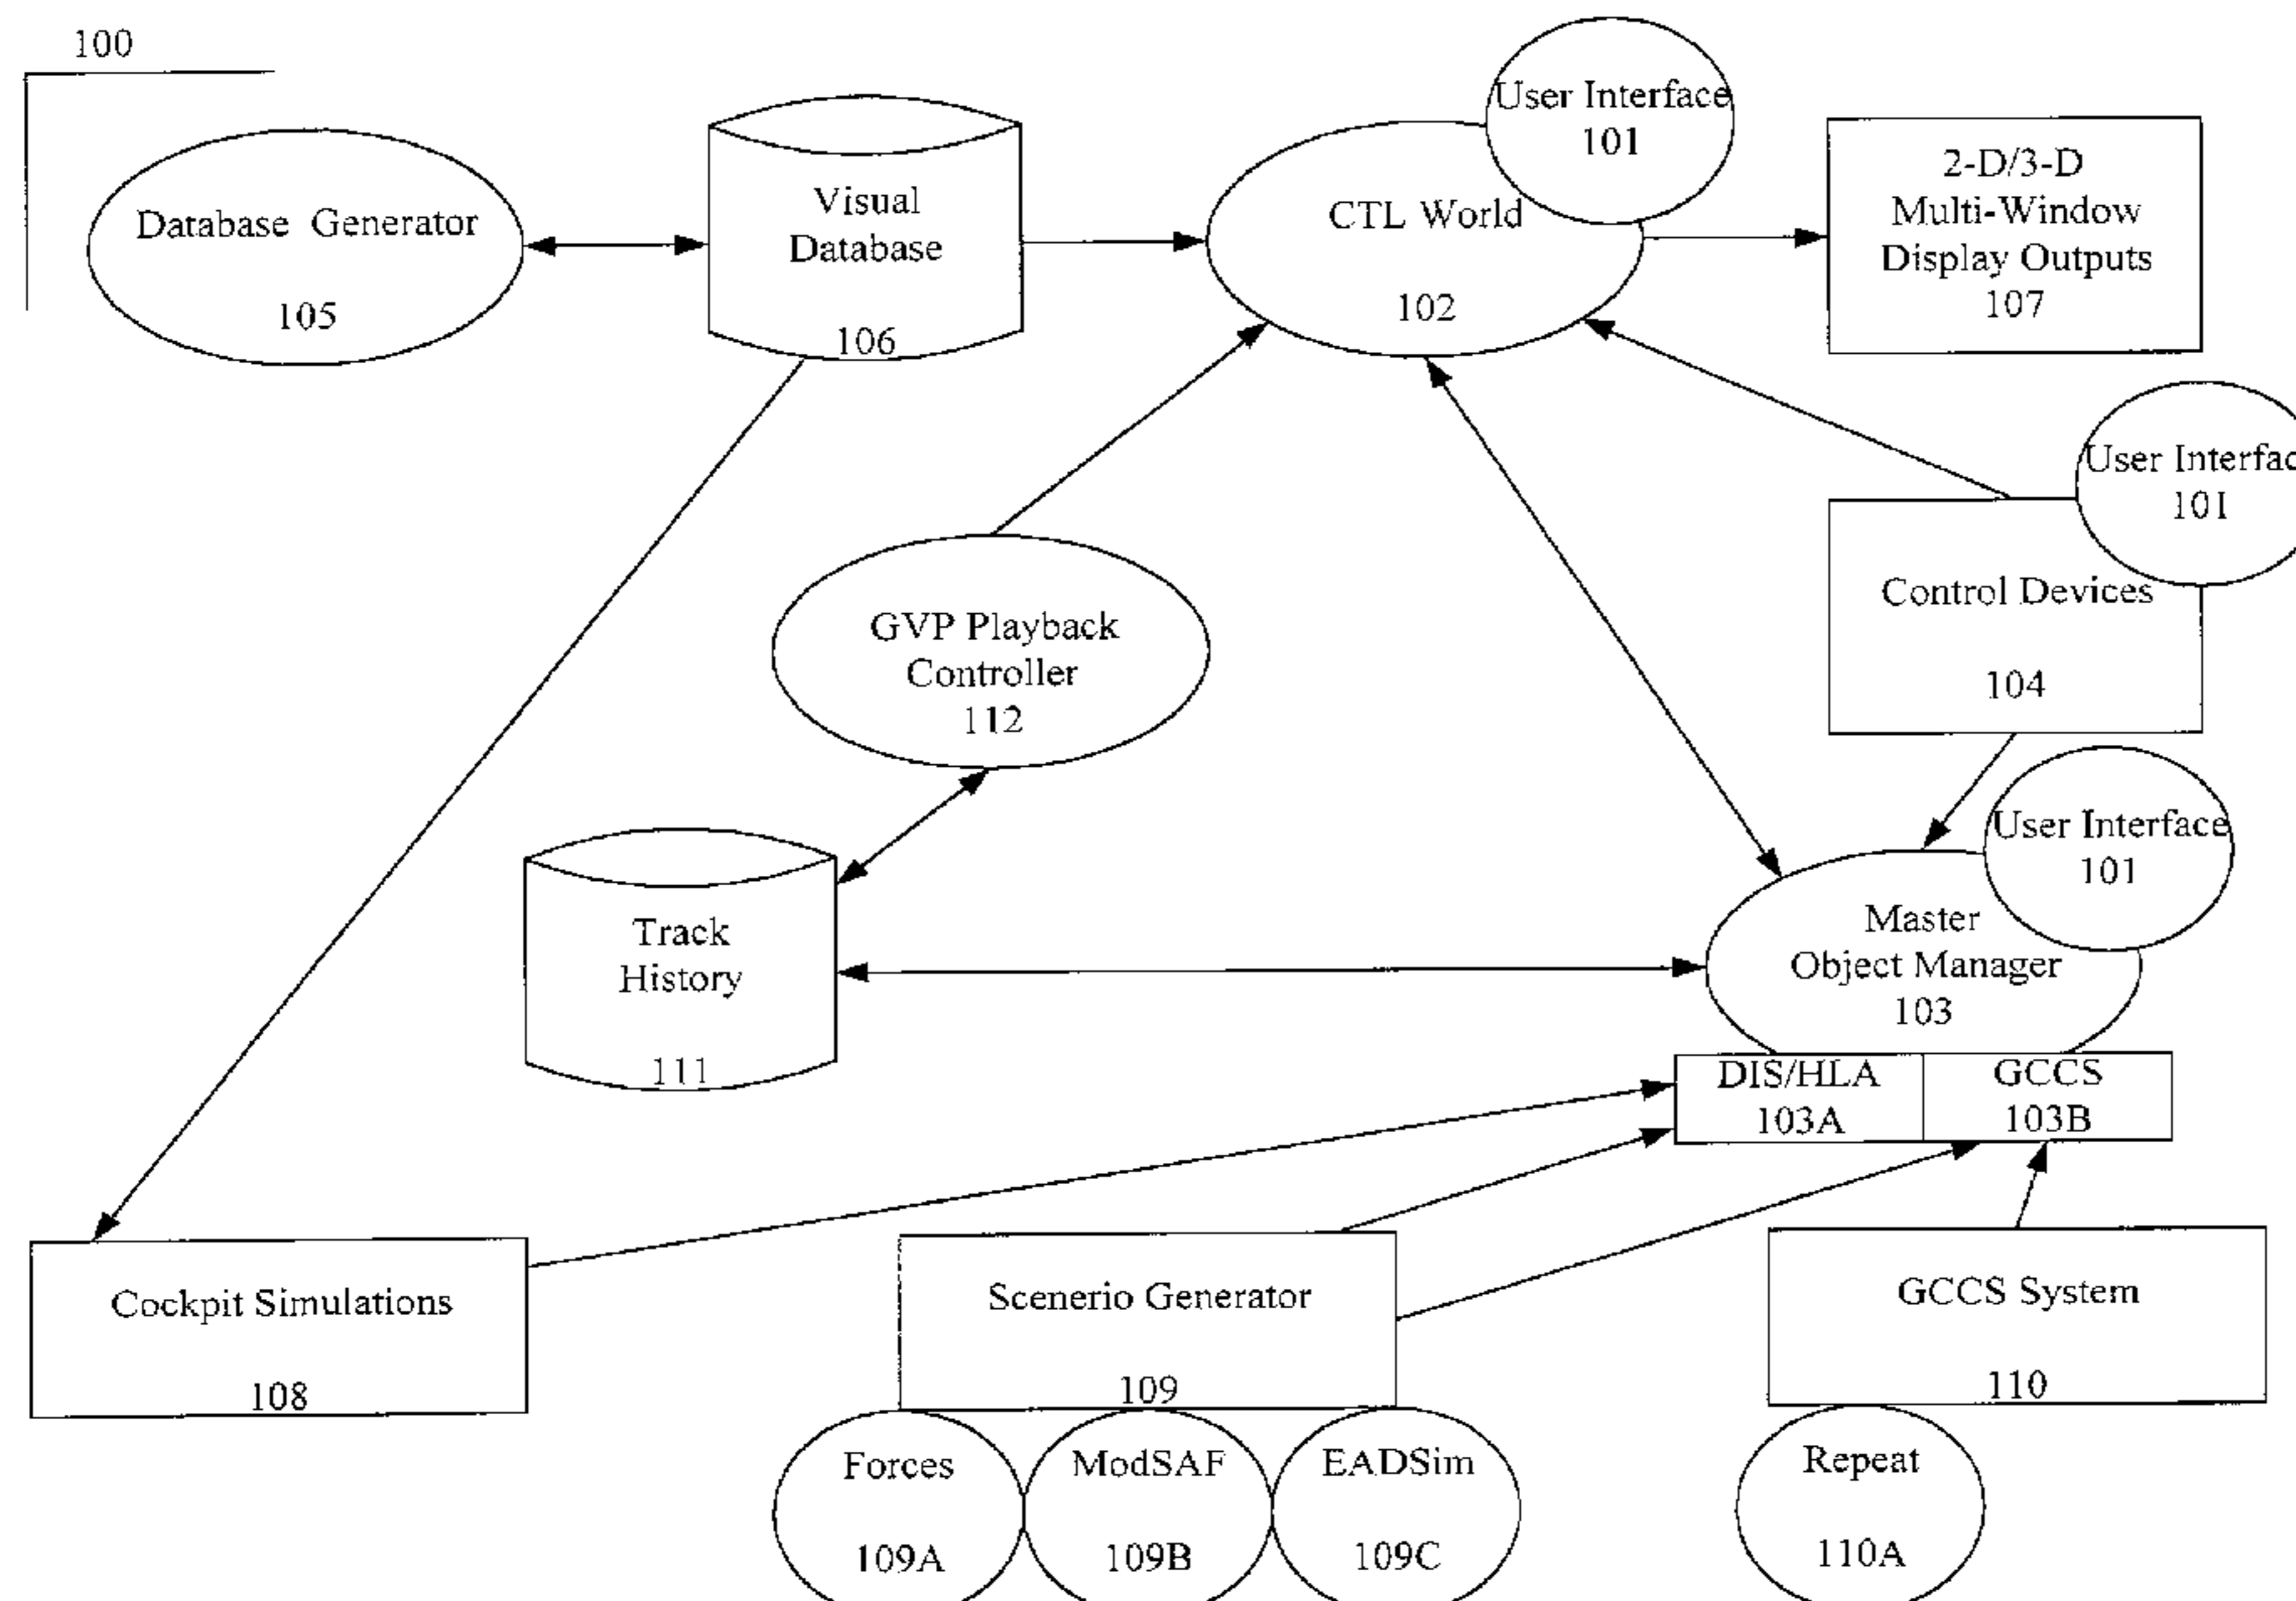 100
Database Generator
105
Visual
Database
106
CTL World
102
User Interface
101
2-D/3-D
Multi-Window
Display Outputs
107
User Interfac
101
Control Devices
104
GVP Playback
Controller
112
Track
History
111
User Interface
101
Master
Object Manager
103
DIS/HLA
103A
GCCS
103B
Cockpit Simulations
108
Scenerio Generator
109
Forces
109A
ModSAF
109B
EADSim
109C
GCCS System
110
Repeat
110A